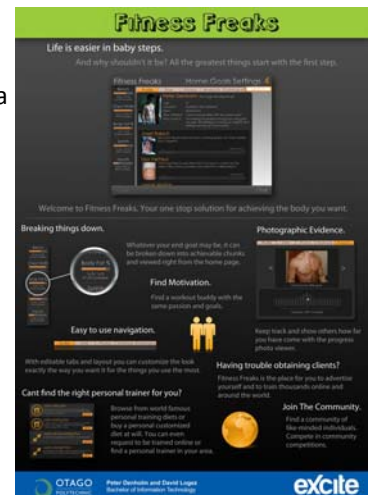 a
Fitness Freaks
Life is easier in baby steps.
And why shouldn't it be? All the greatest things start with the first step.
Fitness Freaks Home Goom Settings
Welcome to Fitness Freaks. Your one stop solution for achieving the body you want.
Breaking things down.
Whatever your end goal may be, it can
be broken down into achievable chunks
and viewed right from the home page.
Body Fat %
Photographic Evidence.
Find Motivation.
Find a workout buddy with the
same passion and goals.
Easy to use navigation.
With editable tabs and layout you can customize the look
exactly the way you want it for the things you use the most.
Keep track and show others how far
you have come with the progress
photo viewer.
Having trouble obtaining clients?
Fitness Freaks is the place for you to advertise
yourself and to train thousands online and
around the world.
Cant find the right personal trainer for you?
Browse from world famous
personal training diets or
buy a personal customized
diet at will. You can even
request to be trained online or
find a personal trainer in your area.
Join The Community.
Find a community of
like-minded individuals.
Compete in community
competitions.
OTAGO
POLYTECHNIC
Bachelor of Information Technology
excite